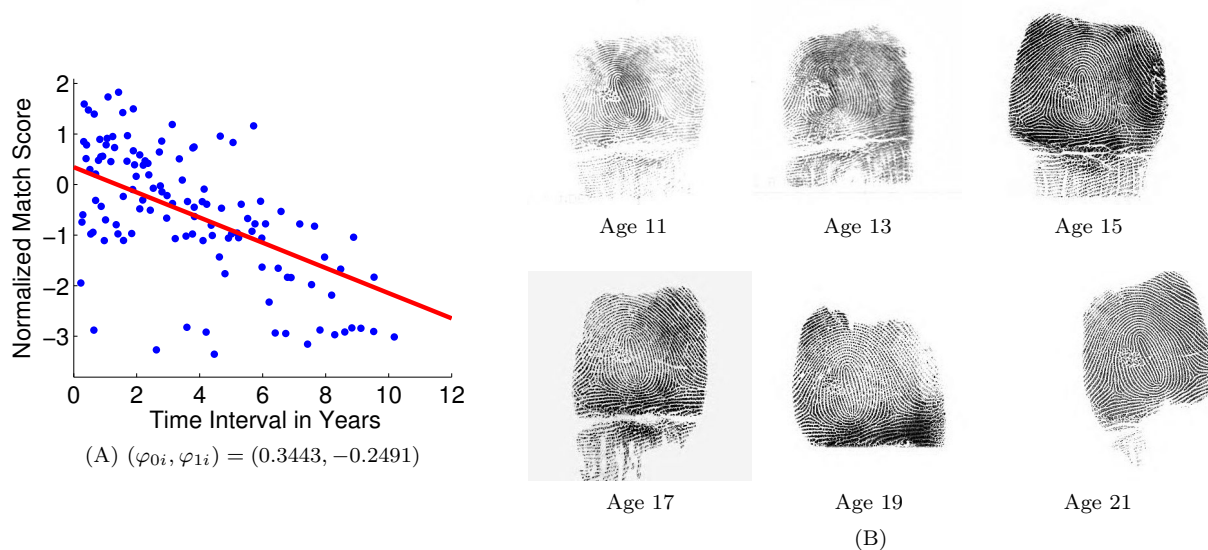 2
1
0
−1
−2
−3
Normalized Match Score
0 2 4 6 8 10 12
Time Interval in Years
(A) (φ0i, φ1i) = (0.3443, −0.2491)
Age 11 Age 13 Age 15
Age 17 Age 19 Age 21
(B)